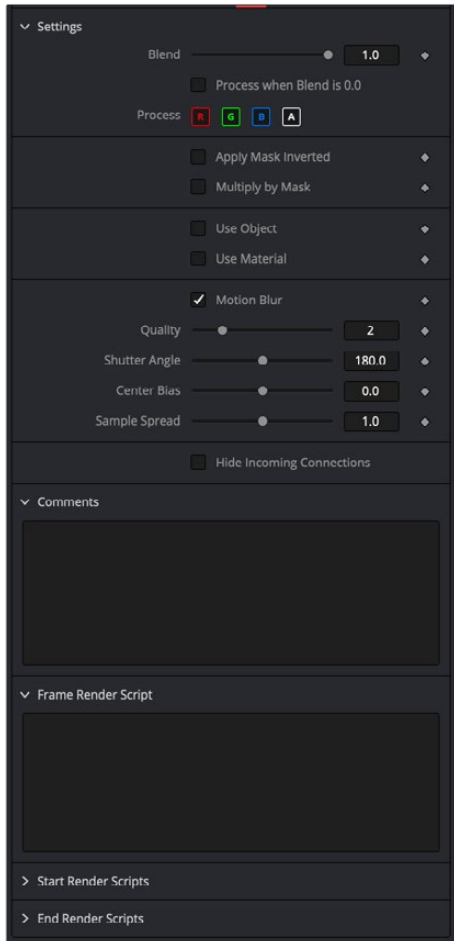 Settings
Blend 1.0
Process when Blend is 0.0
Process R G B A
Apply Mask Inverted
Multiply by Mask
Use Object
Use Material
Motion Blur
Quality 2
Shutter Angle 180.0
Center Bias 0.0
Sample Spread 1.0
Hide Incoming Connections
Comments
Frame Render Script
Start Render Scripts
End Render Scripts